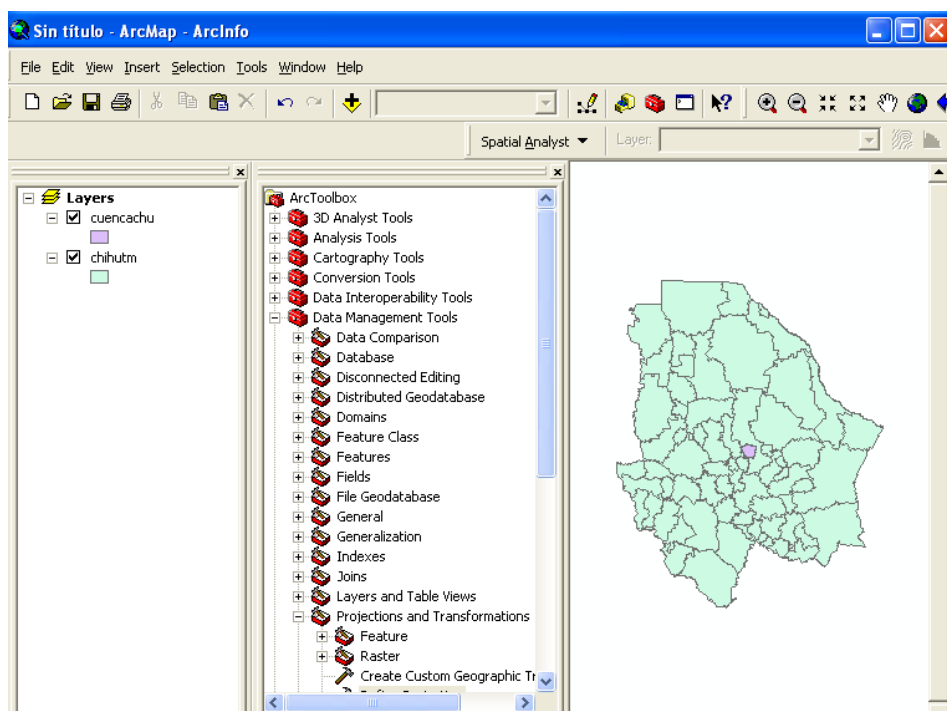 Sin título - ArcMap - ArcInfo
File Edit View Insert Selection Tools Window Help
Spatial Analyst
Layer:
Layers
cuencachu
chihutm
ArcToolbox
3D Analyst Tools
Analysis Tools
Cartography Tools
Conversion Tools
Data Interoperability Tools
Data Management Tools
Data Comparison
Database
Disconnected Editing
Distributed Geodatabase
Domains
Feature Class
Features
Fields
File Geodatabase
General
Generalization
Indexes
Joins
Layers and Table Views
Projections and Transformations
Feature
Raster
Create Custom Geographic Tr